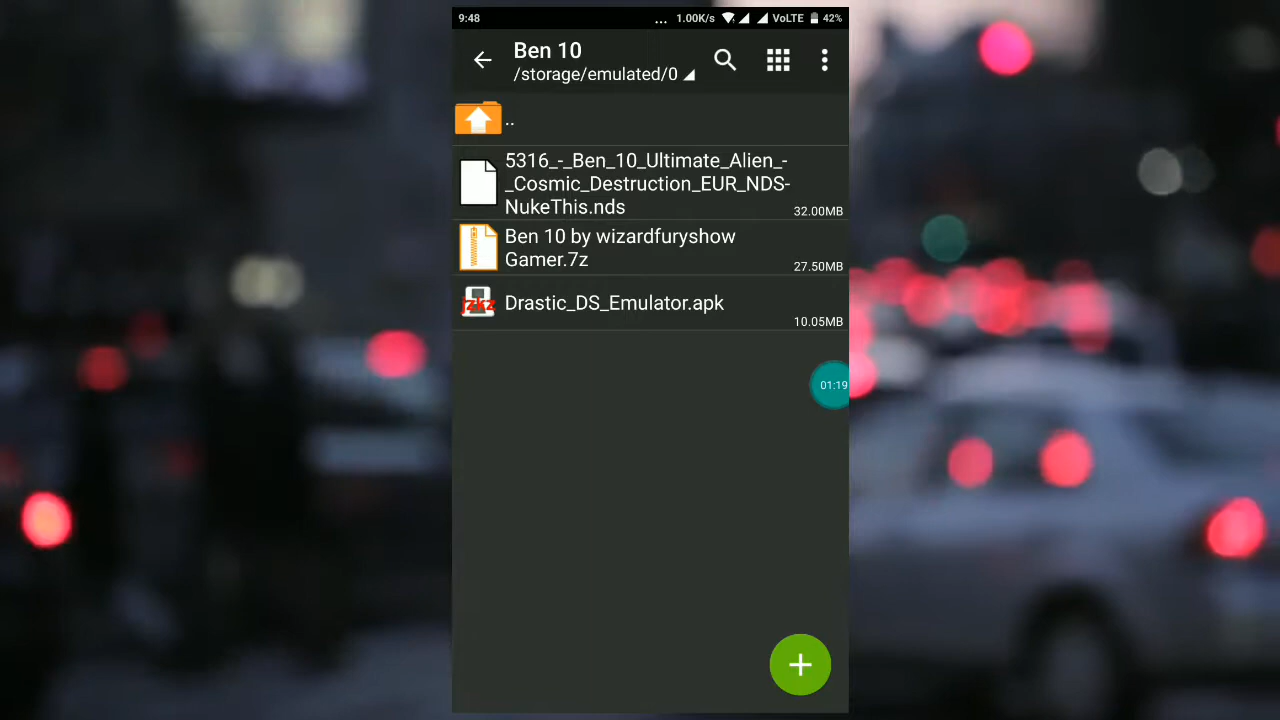 9:48 ... 1.00K/s VoLTE 42%
Ben 10
/storage/emulated/0
..
5316_-_Ben_10_Ultimate_Alien_-
_Cosmic_Destruction_EUR_NDS-
NukeThis.nds
32.00MB
Ben 10 by wizardfuryshow
Gamer.7z
27.50MB
jzkz
Drastic_DS_Emulator.apk
10.05MB
01:19